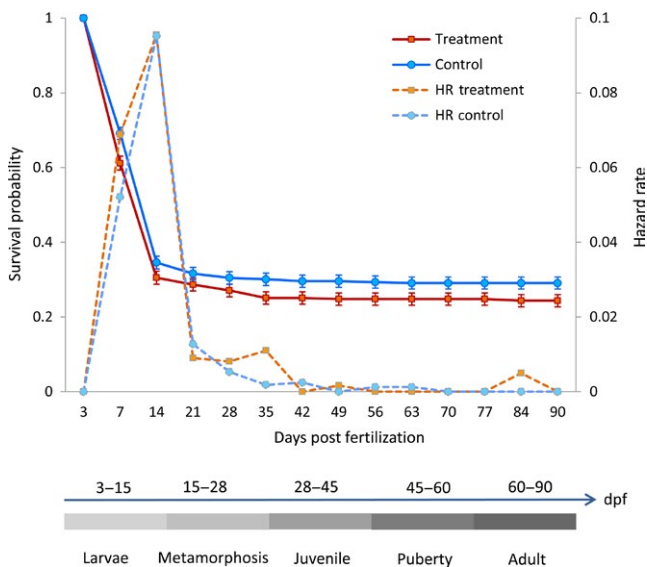 1 0.1
Treatment
Control
0.8 0.08
HR treatment
HR control
0.6 0.06
Survival probability
Hazard rate
0.4 0.04
0.2 0.02
0 0
3 7 14 21 28 35 42 49 56 63 70 77 84 90
Days post fertilization
3–15 15–28 28–45 45–60 60–90 dpf
Larvae Metamorphosis Juvenile Puberty Adult